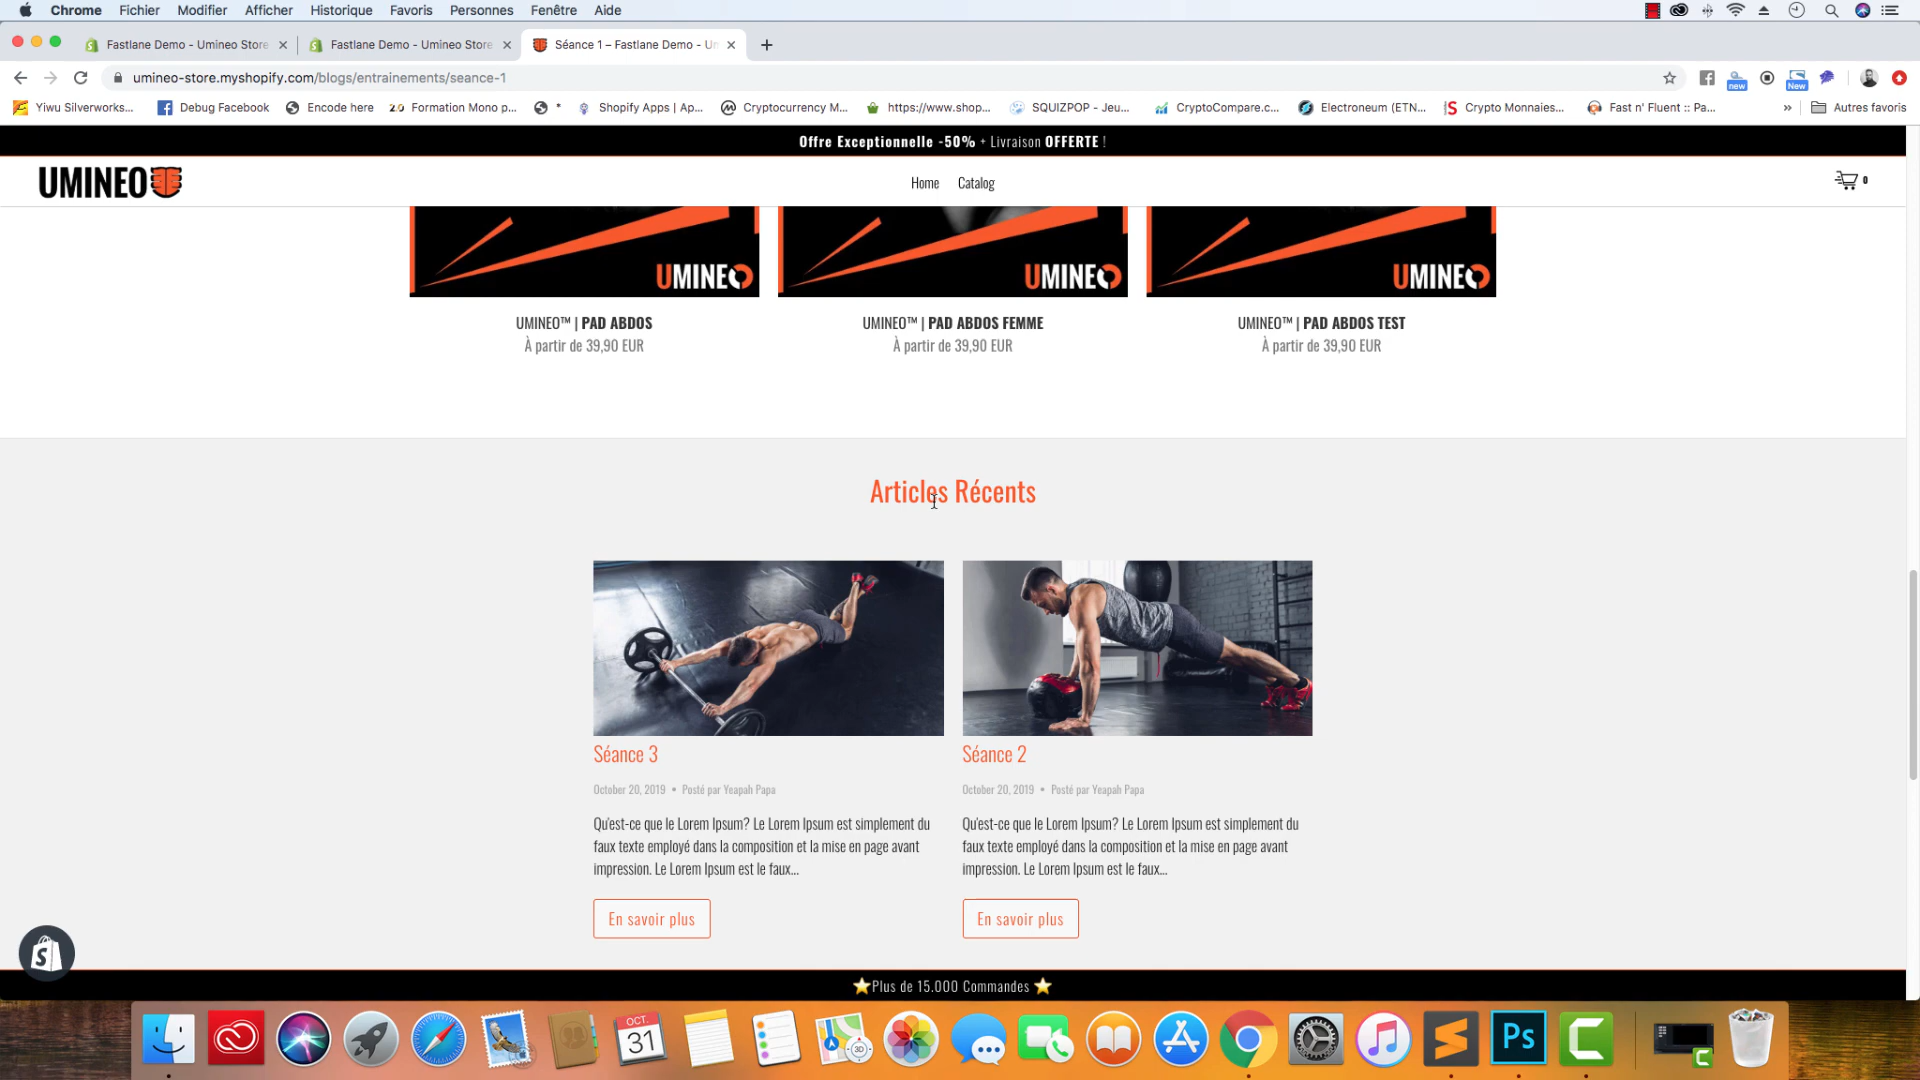 Chrome Fichier Modifier Afficher Historique Favoris Personnes Fenêtre Aide
Fastlane Demo - Umineo Store Fastlane Demo - Umineo Store Séance 1 – Fastlane Demo - Um
umineo-store.myshopify.com/blogs/entrainements/seance-1
new New
Yiwu Silverworks... Debug Facebook Encode here 2.0 Formation Mono p... * Shopify Apps | Ap... Cryptocurrency M... https://www.shop... SQUIZPOP - Jeu... CryptoCompare.c... Electroneum (ETN... Crypto Monnaies... Fast n' Fluent :: Pa... » Autres favoris
Offre Exceptionnelle -50% + Livraison OFFERTE !
UMINEO Home Catalog 0
UMINEO UMINEO UMINEO
UMINEO™ | PAD ABDOS UMINEO™ | PAD ABDOS FEMME UMINEO™ | PAD ABDOS TEST
À partir de 39,90 EUR À partir de 39,90 EUR À partir de 39,90 EUR
Articles Récents
Séance 3
October 20, 2019 • Posté par Yeapah Papa
Qu'est-ce que le Lorem Ipsum? Le Lorem Ipsum est simplement du
faux texte employé dans la composition et la mise en page avant
impression. Le Lorem Ipsum est le faux...
En savoir plus
Séance 2
October 20, 2019 • Posté par Yeapah Papa
Qu'est-ce que le Lorem Ipsum? Le Lorem Ipsum est simplement du
faux texte employé dans la composition et la mise en page avant
impression. Le Lorem Ipsum est le faux...
En savoir plus
⭐Plus de 15.000 Commandes ⭐
OCT.
31
3D
Ps